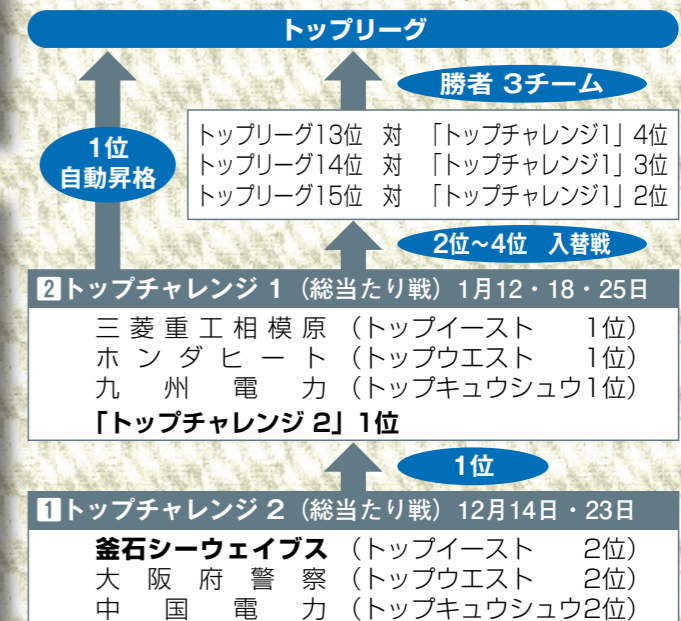 トップリーグ
勝者 3チーム
1位
自動昇格
トップリーグ13位 対 「トップチャレンジ1」4位
トップリーグ14位 対 「トップチャレンジ1」3位
トップリーグ15位 対 「トップチャレンジ1」2位
2位～4位 入替戦
2トップチャレンジ 1（総当たり戦）1月12・18・25日
三菱重工相模原（トップイースト 1位）
ホンダヒート（トップウエスト 1位）
九州電力（トップキュウシュウ1位）
「トップチャレンジ 2」1位
1位
1トップチャレンジ 2（総当たり戦）12月14日・23日
釜石シーウェイブス（トップイースト 2位）
大阪府警察（トップウエスト 2位）
中国電力（トップキュウシュウ2位）